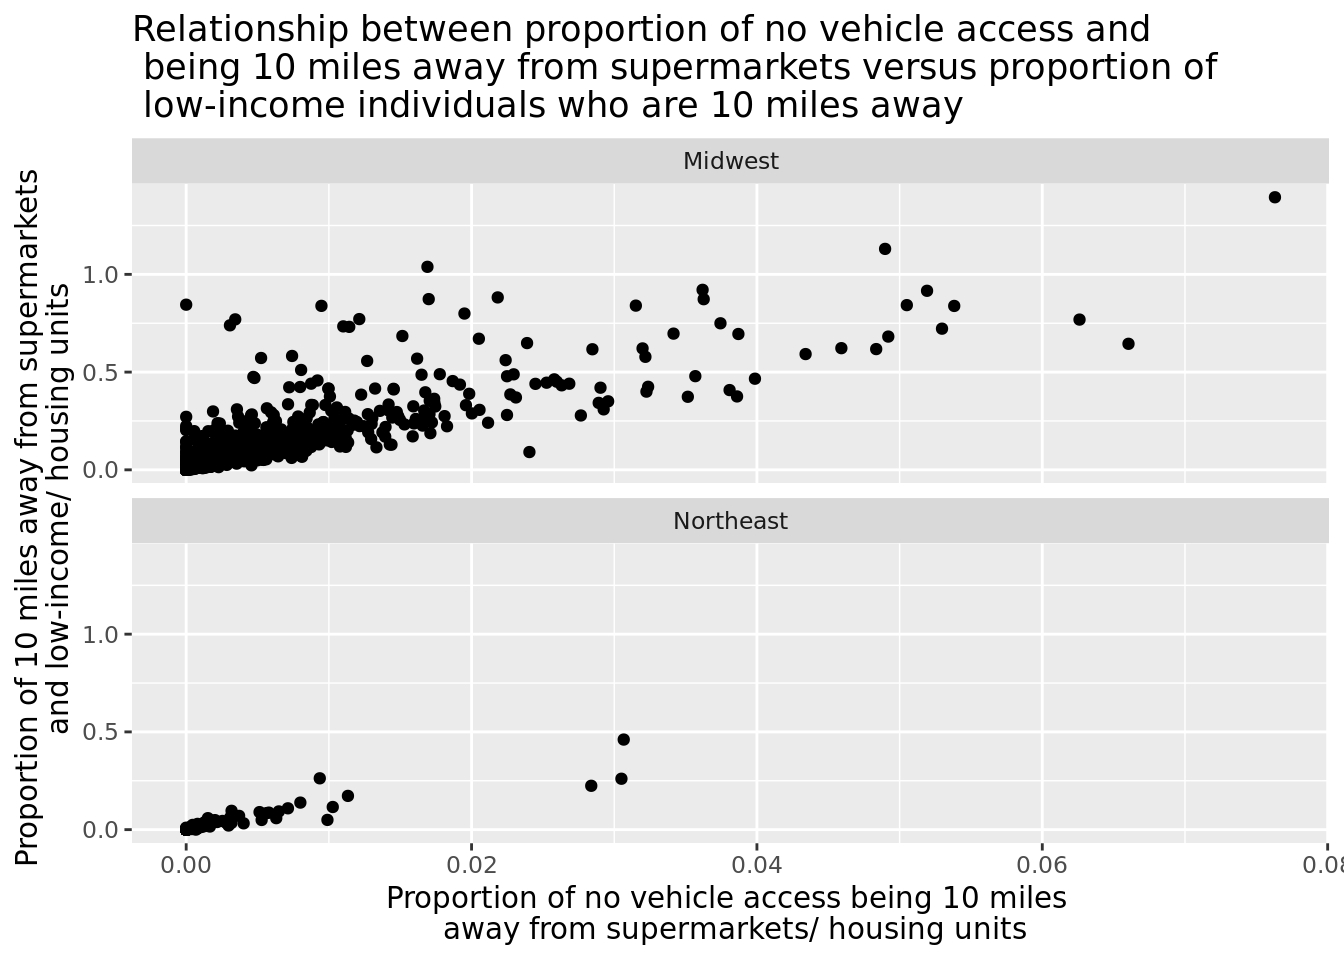 Relationship between proportion of no vehicle access and
being 10 miles away from supermarkets versus proportion of
low-income individuals who are 10 miles away
Proportion of 10 miles away from supermarkets
and low-income/ housing units
Midwest
1.0
0.5
0.0
Northeast
1.0
0.5
0.0
0.00 0.02 0.04 0.06 0.08
Proportion of no vehicle access being 10 miles
away from supermarkets/ housing units